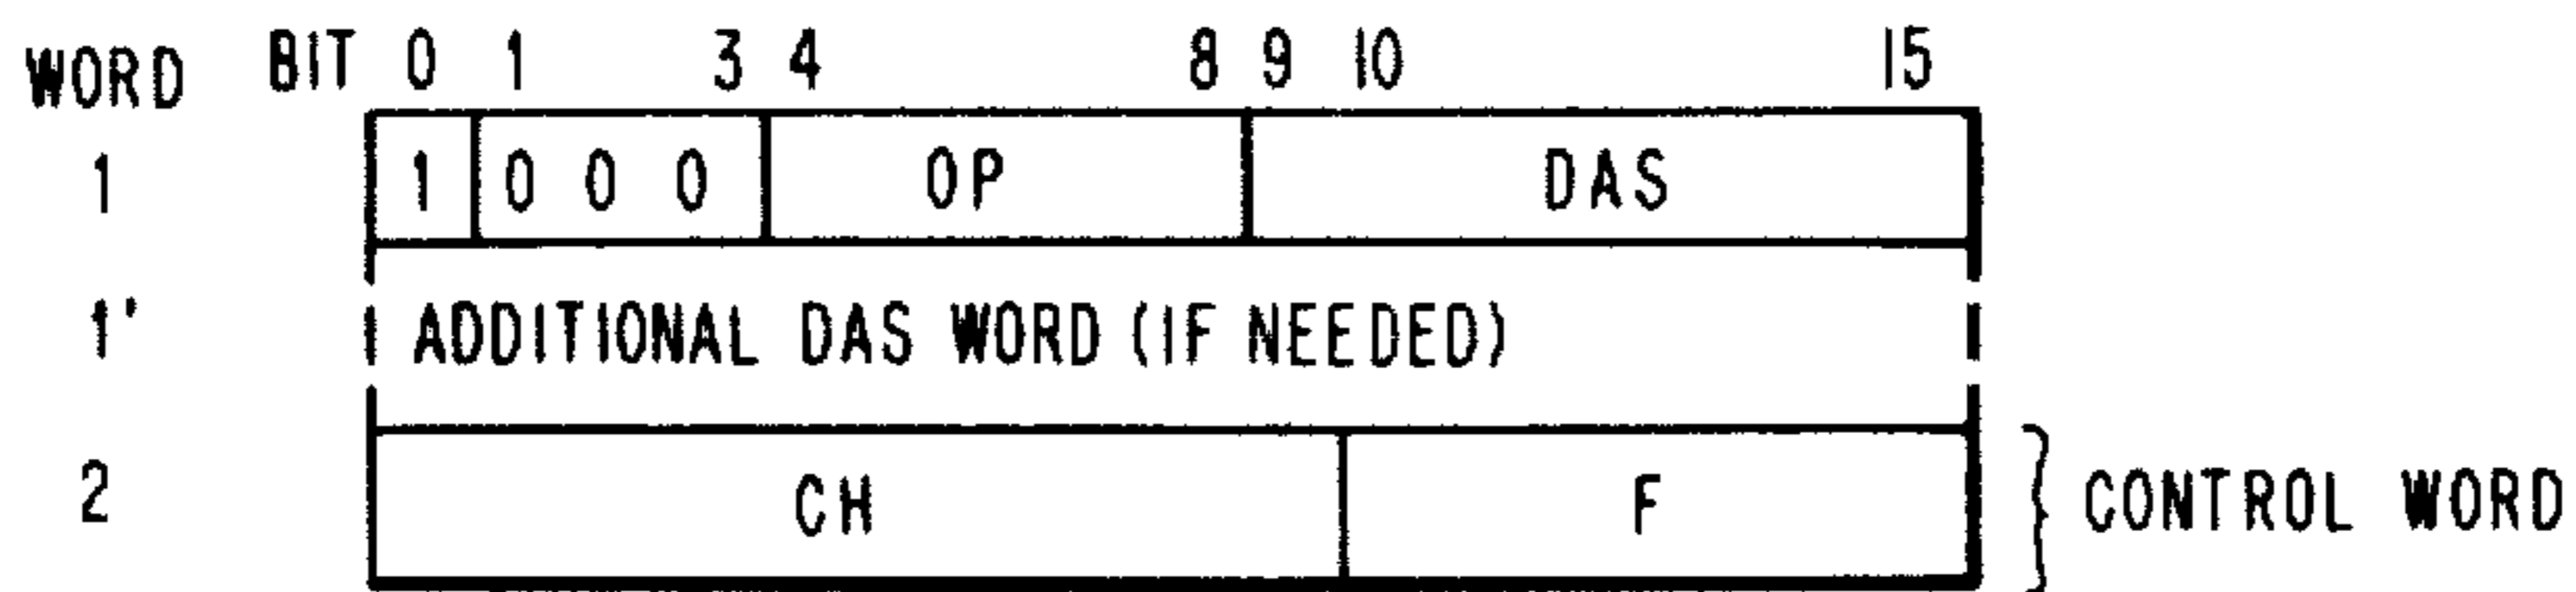 WORD BIT 0 1 3 4 8 9 10 15
1 1 0 0 0 OP DAS
1' ADDITIONAL DAS WORD (IF NEEDED)
2 CH F CONTROL WORD